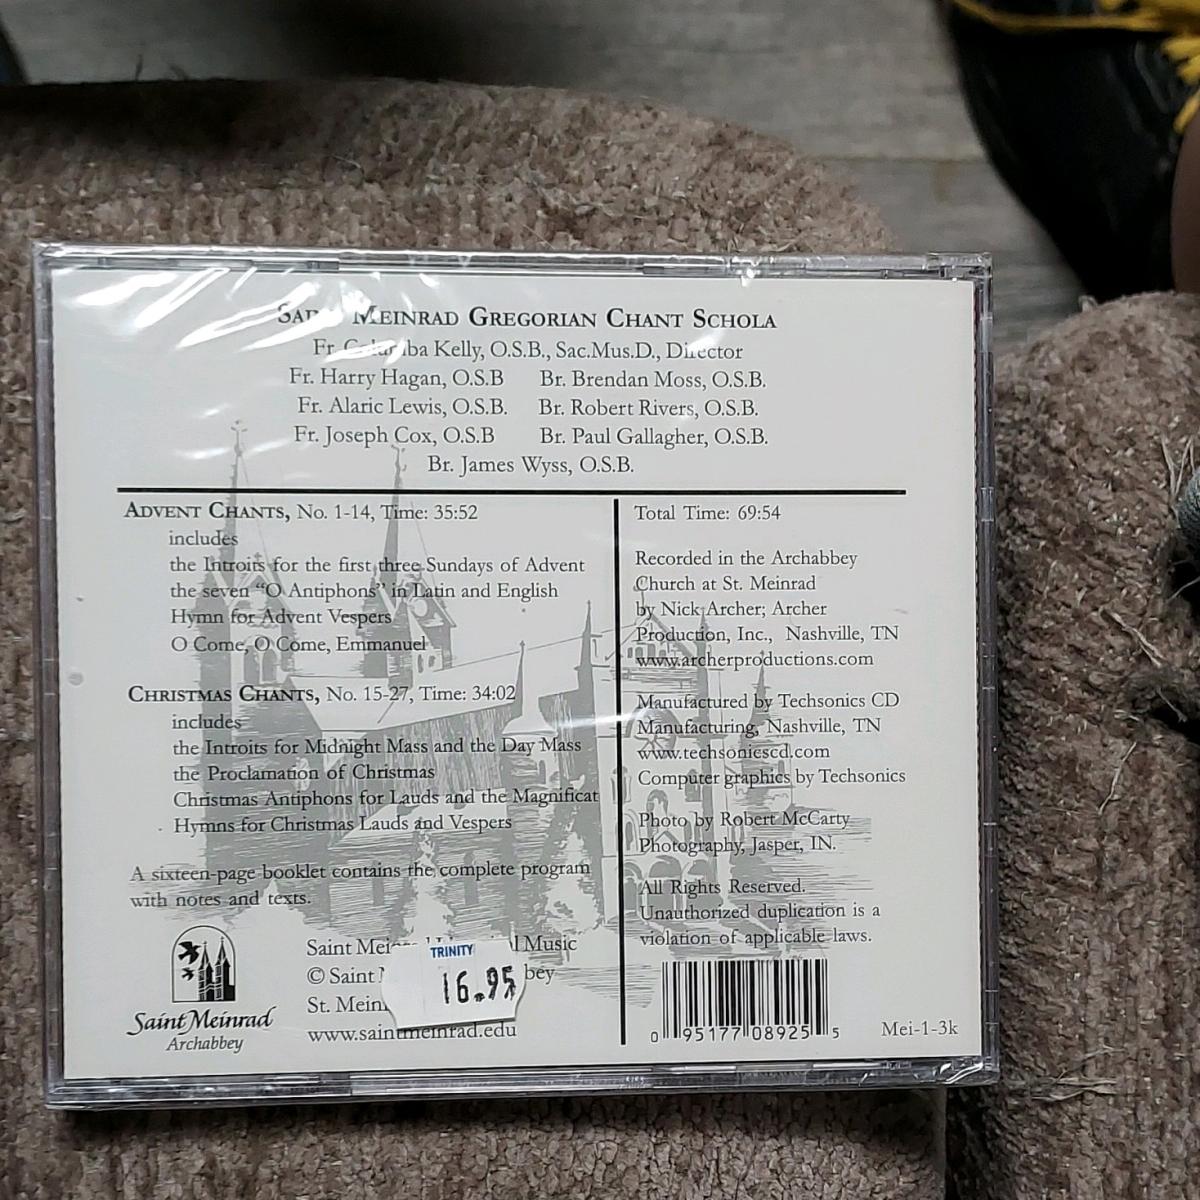 MEINRAD GREGORIAN CHANT SCHOLA
Fr. Columba Kelly, O.S.B., Sac.Mus.D., Director
Fr. Harry Hagan, O.S.B Br. Brendan Moss, O.S.B.
Fr. Alaric Lewis, O.S.B. Br. Robert Rivers, O.S.B.
Fr. Joseph Cox, O.S.B Br. Paul Gallagher, O.S.B.
Br. James Wyss, O.S.B.
ADVENT CHANTS, No. 1-14, Time: 35:52
includes
the Introits for the first three Sundays of Advent
the seven “O Antiphons” in Latin and English
Hymn for Advent Vespers
O Come, O Come, Emmanuel
CHRISTMAS CHANTS, No. 15-27, Time: 34:02
includes
the Introits for Midnight Mass and the Day Mass
the Proclamation of Christmas
Christmas Antiphons for Lauds and the Magnificat
Hymns for Christmas Lauds and Vespers
A sixteen-page booklet contains the complete program
with notes and texts.
Saint Meinrad
Archabbey
Saint Music
© Saint
St.
www.saintmeinrad.edu
TRINITY
16.95
Total Time: 69:54
Recorded in the Archabbey
Church at St. Meinrad
by Nick Archer; Archer
Production, Inc., Nashville, TN
www.archerproductions.com
Manufactured by Techsonics CD
Manufacturing, Nashville, TN
www.techsonicscd.com
Computer graphics by Techsonics
Photo by Robert McCarty
Photography, Jasper, IN.
All Rights Reserved.
Unauthorized duplication is a
violation of applicable laws.
0 95177 08925 5
Mei-1-3k